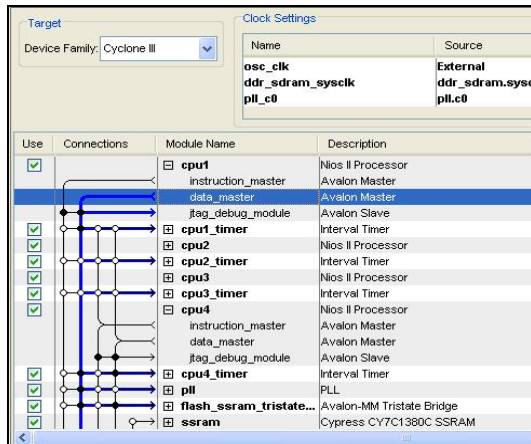 Target
Device Family: Cyclone III
Clock Settings
Name Source
osc_clk External
ddr_sdram_sysclk ddr_sdram.sysc
pll_c0 pll.c0
Use Connections Module Name Description
cpu1 Nios II Processor
instruction_master Avalon Master
data_master Avalon Master
jtag_debug_module Avalon Slave
cpu1_timer Interval Timer
cpu2 Nios II Processor
cpu2_timer Interval Timer
cpu3 Nios II Processor
cpu3_timer Interval Timer
cpu4 Nios II Processor
instruction_master Avalon Master
data_master Avalon Master
jtag_debug_module Avalon Slave
cpu4_timer Interval Timer
pll PLL
flash_ssram_tristate... Avalon-MM Tristate Bridge
ssram Cypress CY7C1380C SSRAM